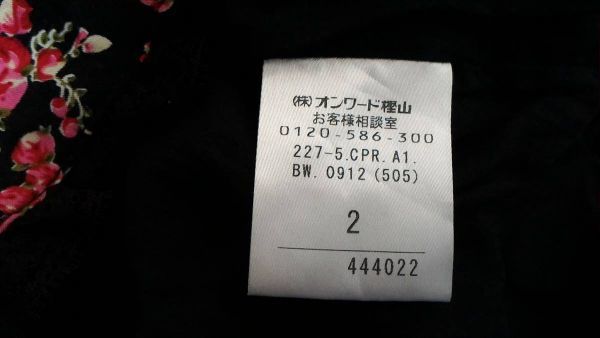 (株)オンワード樫山
お客様相談室
0120-586-300
227-5.CPR.A1.
BW.0912(505)
2
444022